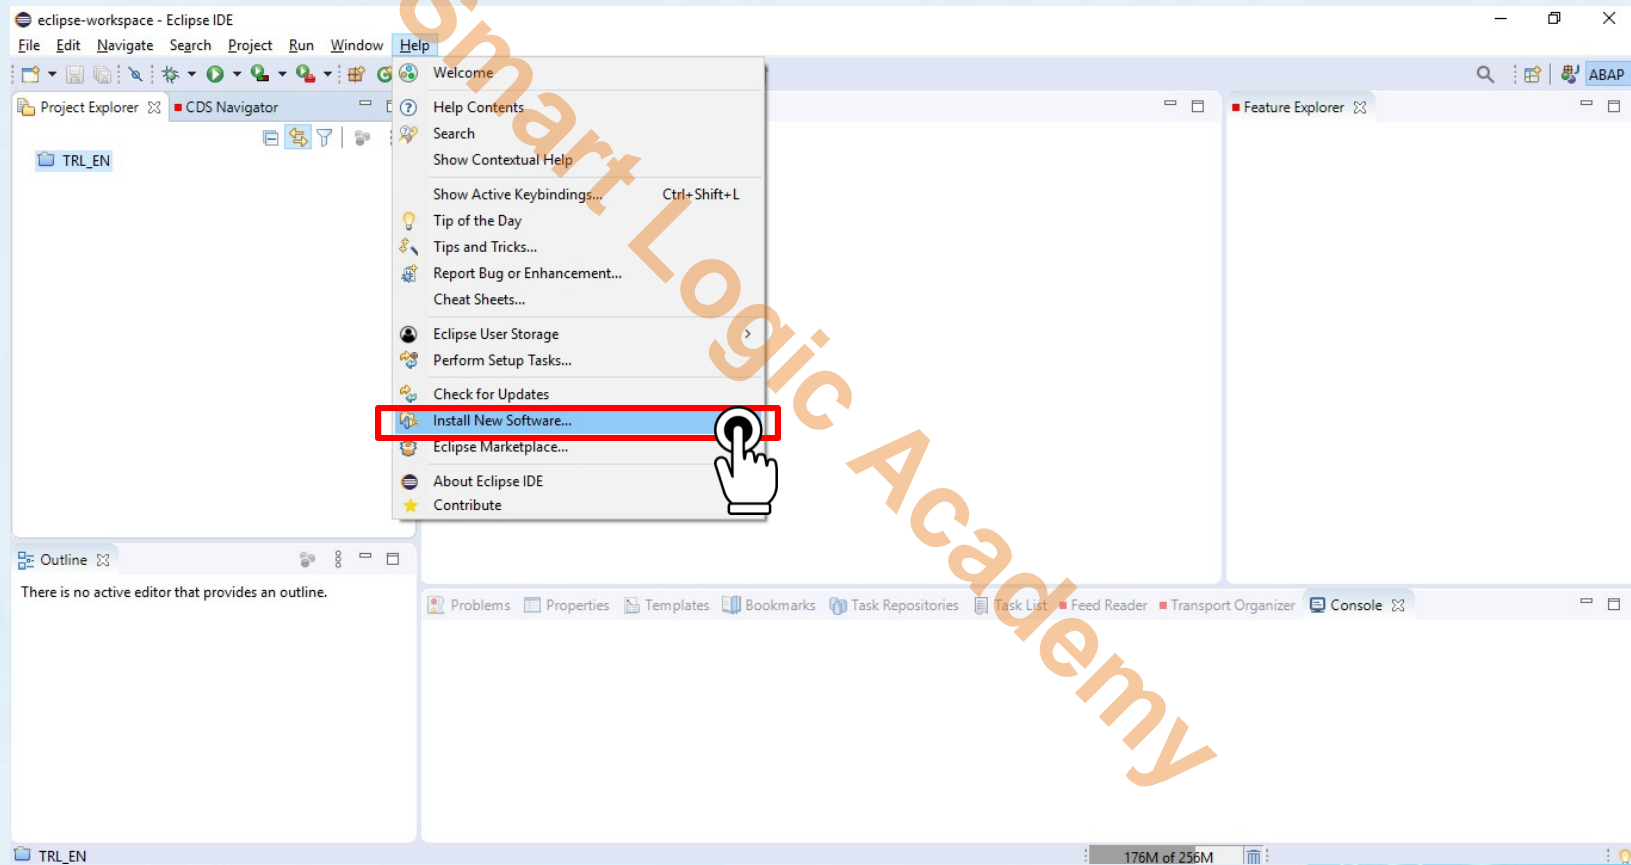 eclipse-workspace - Eclipse IDE
File Edit Navigate Search Project Run Window Help
ABAP
Project Explorer CDS Navigator
TRL_EN
Welcome
Help Contents
Search
Show Contextual Help
Show Active Keybindings... Ctrl+Shift+L
Tip of the Day
Tips and Tricks...
Report Bug or Enhancement...
Cheat Sheets...
Eclipse User Storage
Perform Setup Tasks...
Check for Updates
Install New Software...
Eclipse Marketplace...
About Eclipse IDE
Contribute
Feature Explorer
Outline
There is no active editor that provides an outline.
Problems Properties Templates Bookmarks Task Repositories Task List Feed Reader Transport Organizer Console
TRL_EN
176M of 256M
Smart Logic Academy